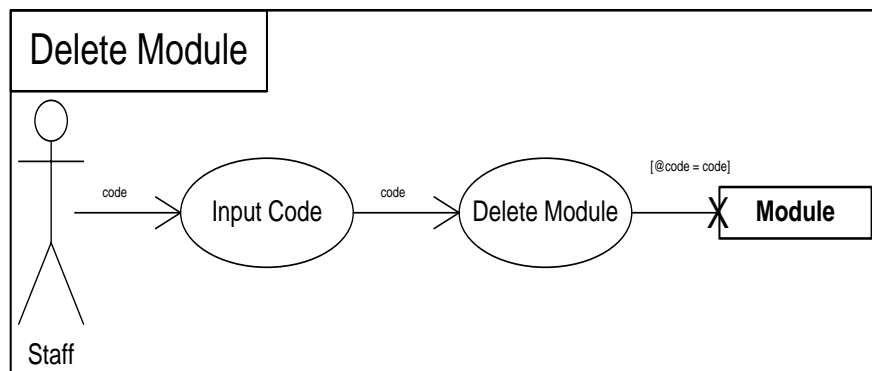 Delete Module
code
Input Code
code
Delete Module
[@code = code]
Module
Staff